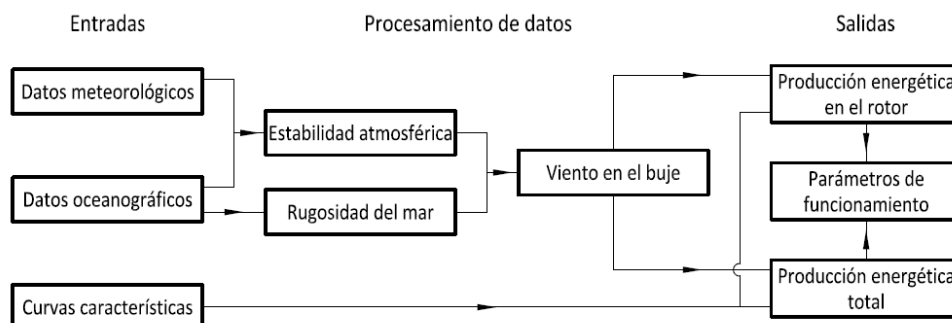 Entradas
Procesamiento de datos
Salidas
Datos meteorológicos
Datos oceanográficos
Curvas características
Estabilidad atmosférica
Rugosidad del mar
Viento en el buje
Producción energética
en el rotor
Parámetros de
funcionamiento
Producción energética
total